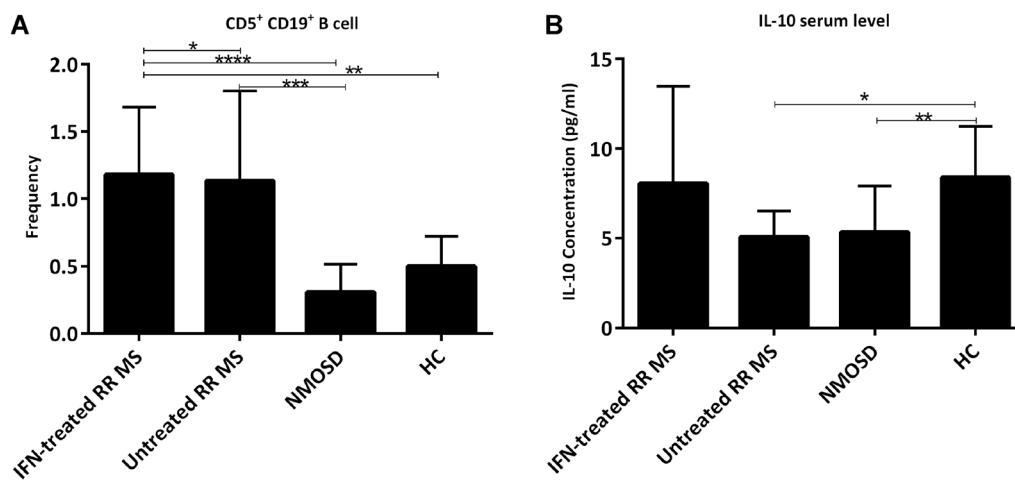 A
CD5+ CD19+ B cell
*
****
**
***
2.0
1.5
1.0
0.5
0.0
Frequency
IFN-treated RR MS
Untreated RR MS
NMOSD
HC
B
IL-10 serum level
*
**
15
10
5
0
IL-10 Concentration (pg/ml)
IFN-treated RR MS
Untreated RR MS
NMOSD
HC